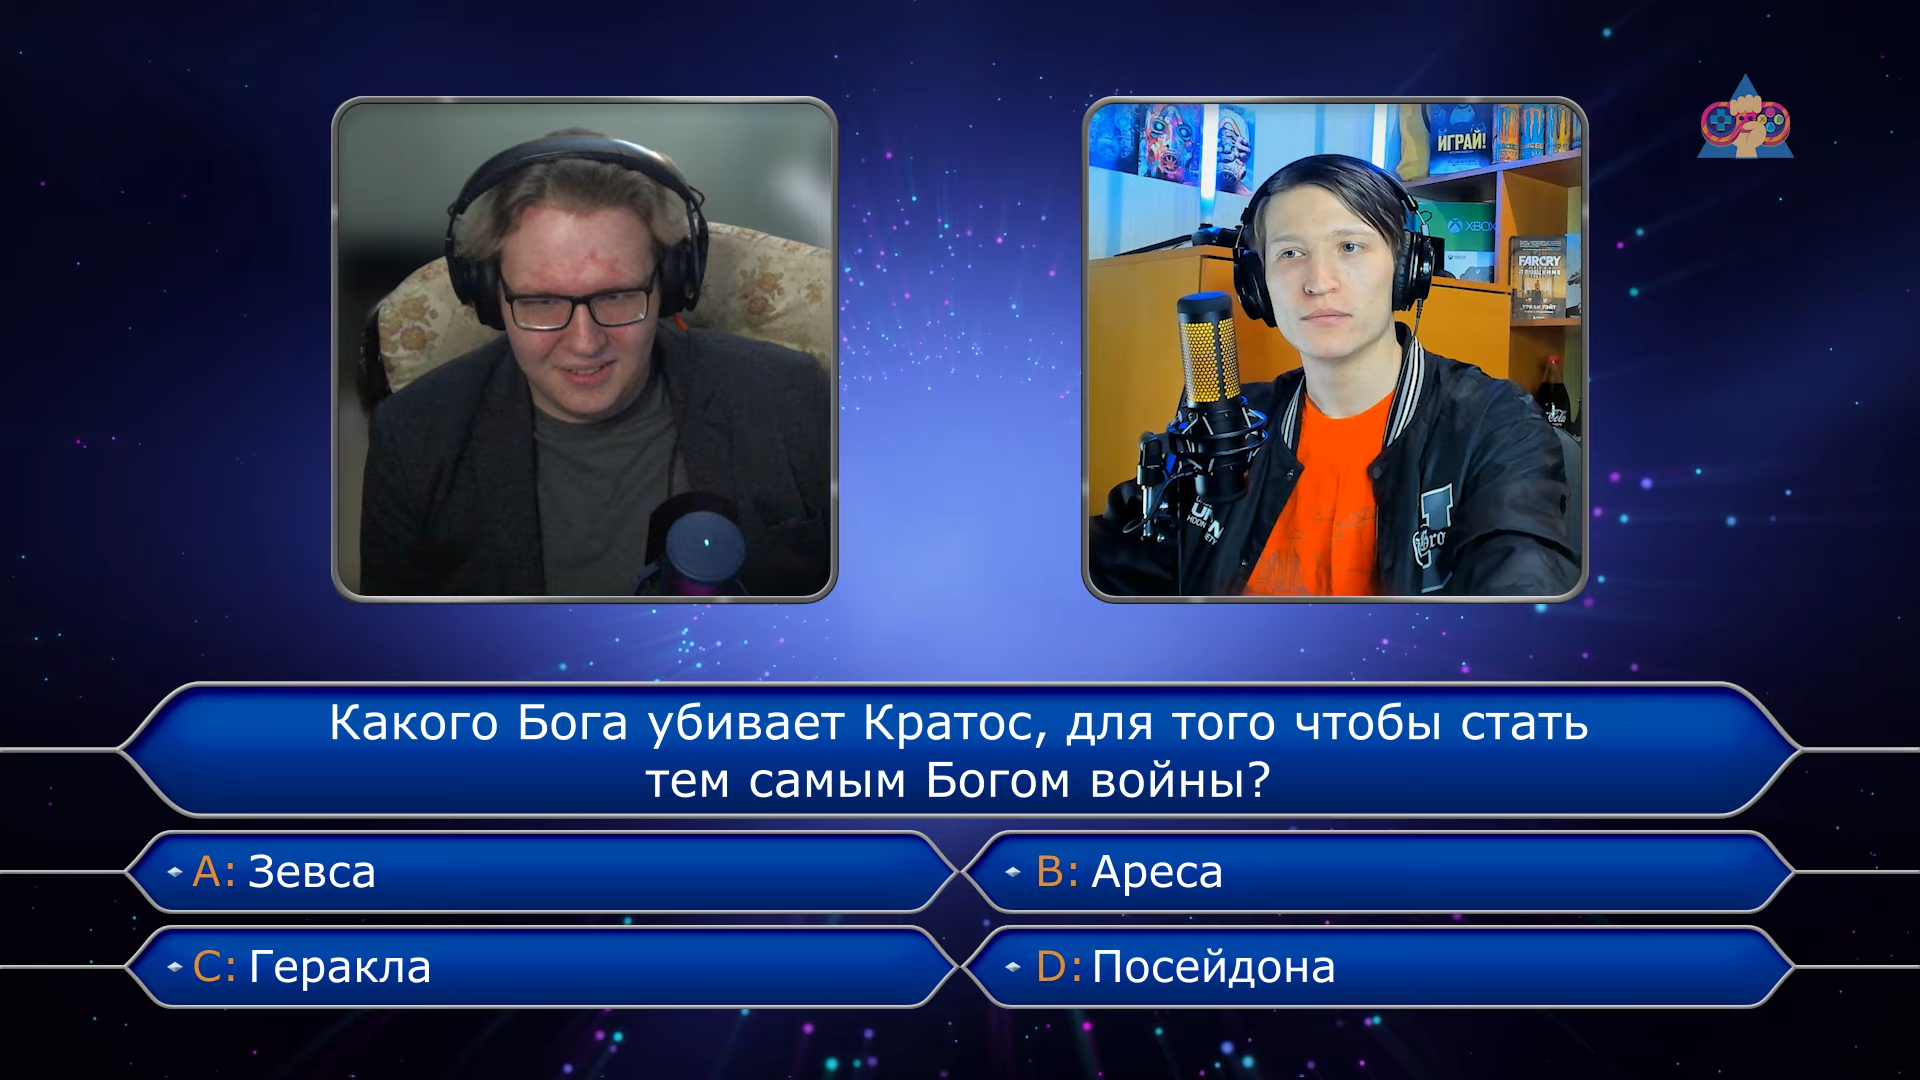 ИГРАЙ!
XBOX
FARCRY
Какого Бога убивает Кратос, для того чтобы стать
тем самым Богом войны?
A: Зевса
B: Ареса
C: Геракла
D: Посейдона